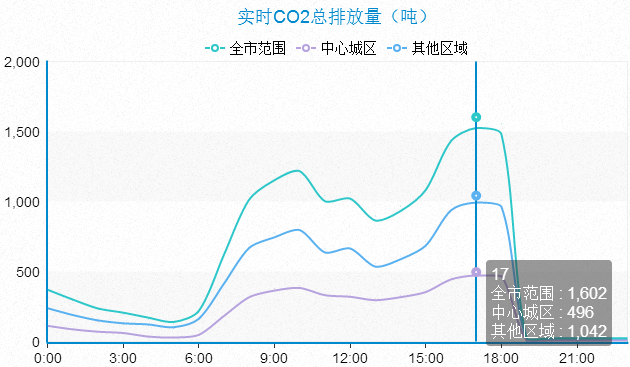 实时CO2总排放量（吨）
全市范围 中心城区 其他区域
2,000
1,500
1,000
500
0
17
全市范围 : 1,602
中心城区 : 496
其他区域 : 1,042
0:00 3:00 6:00 9:00 12:00 15:00 18:00 21:00